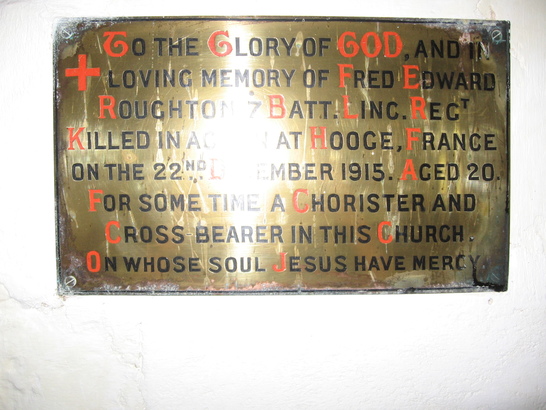 TO THE GLORY OF GOD, AND IN
LOVING MEMORY OF FRED EDWARD
ROUGHTON 7 BATT. LINC. REGT
KILLED IN ACTION AT HOOGE, FRANCE
ON THE 22ND. DECEMBER 1915. AGED 20.
FOR SOME TIME A CHORISTER AND
CROSS-BEARER IN THIS CHURCH
ON WHOSE SOUL JESUS HAVE MERCY